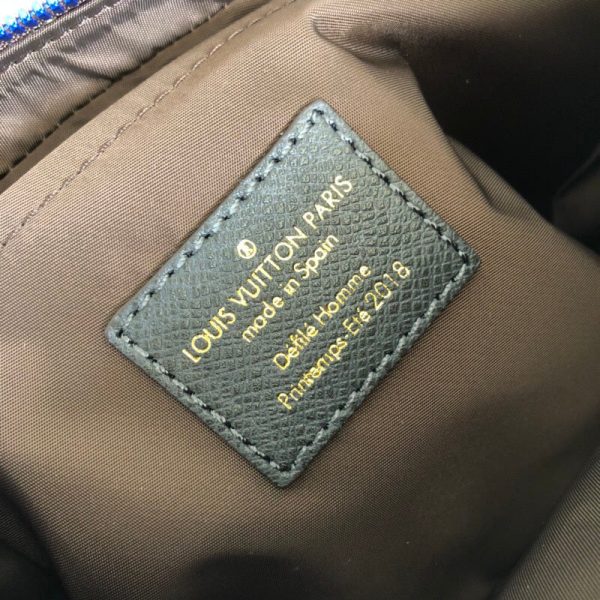 LOUIS VUITTON PARIS
made in Spain
Défilé Homme
Printemps-Eté 2018